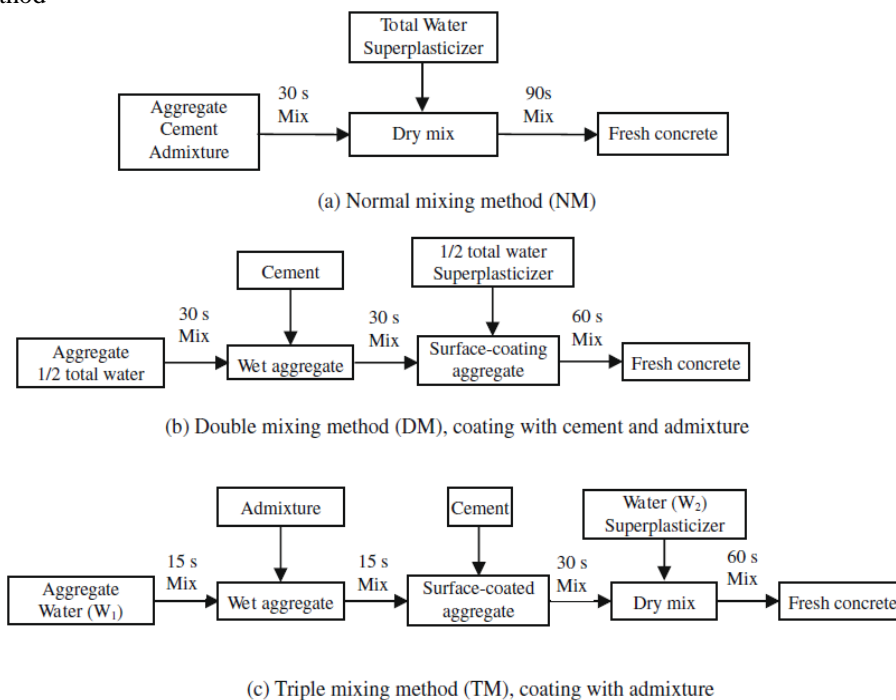 thod
Total Water
Superplasticizer
30 s
Mix
90s
Mix
Aggregate
Cement
Admixture
Dry mix
Fresh concrete
(a) Normal mixing method (NM)
Cement
1/2 total water
Superplasticizer
30 s
Mix
30 s
Mix
60 s
Mix
Aggregate
1/2 total water
Wet aggregate
Surface-coating
aggregate
Fresh concrete
(b) Double mixing method (DM), coating with cement and admixture
Admixture
Cement
Water (W₂)
Superplasticizer
15 s
Mix
15 s
Mix
30 s
Mix
60 s
Mix
Aggregate
Water (W₁)
Wet aggregate
Surface-coated
aggregate
Dry mix
Fresh concrete
(c) Triple mixing method (TM), coating with admixture